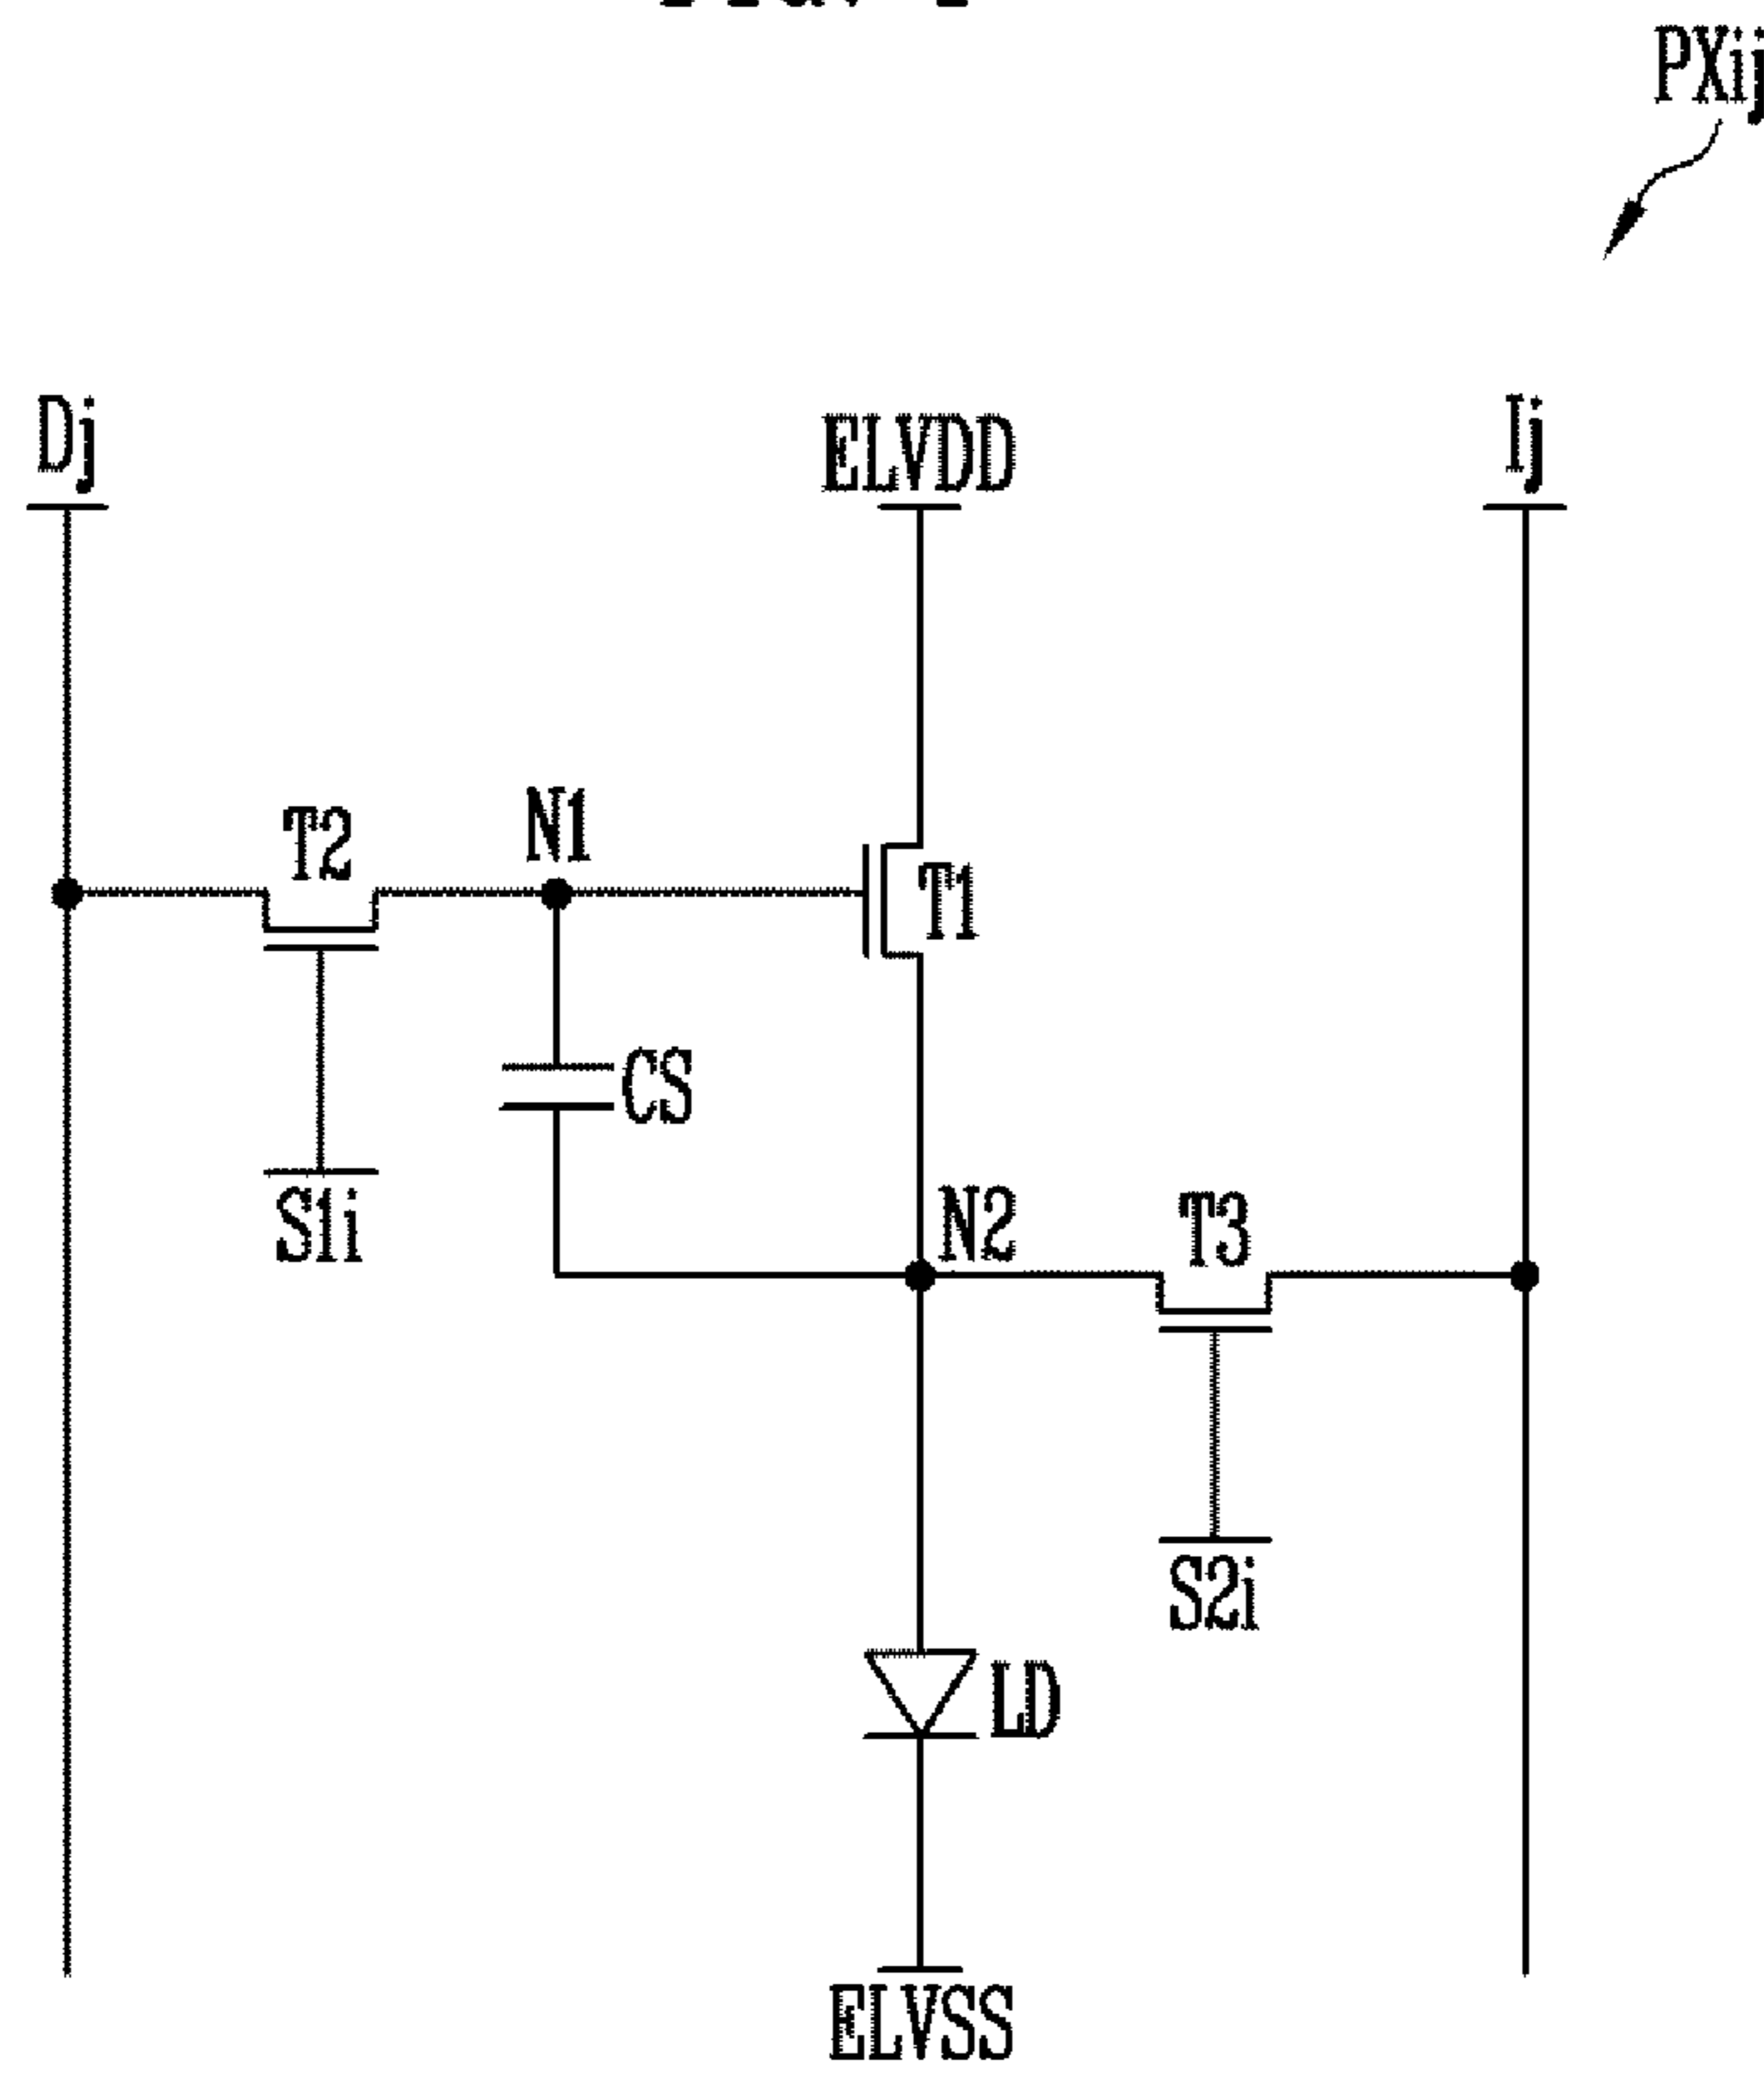 PXij
Dj
ELVDD
Ij
T2
N1
T1
CS
S1i
N2
T3
S2i
LD
ELVSS